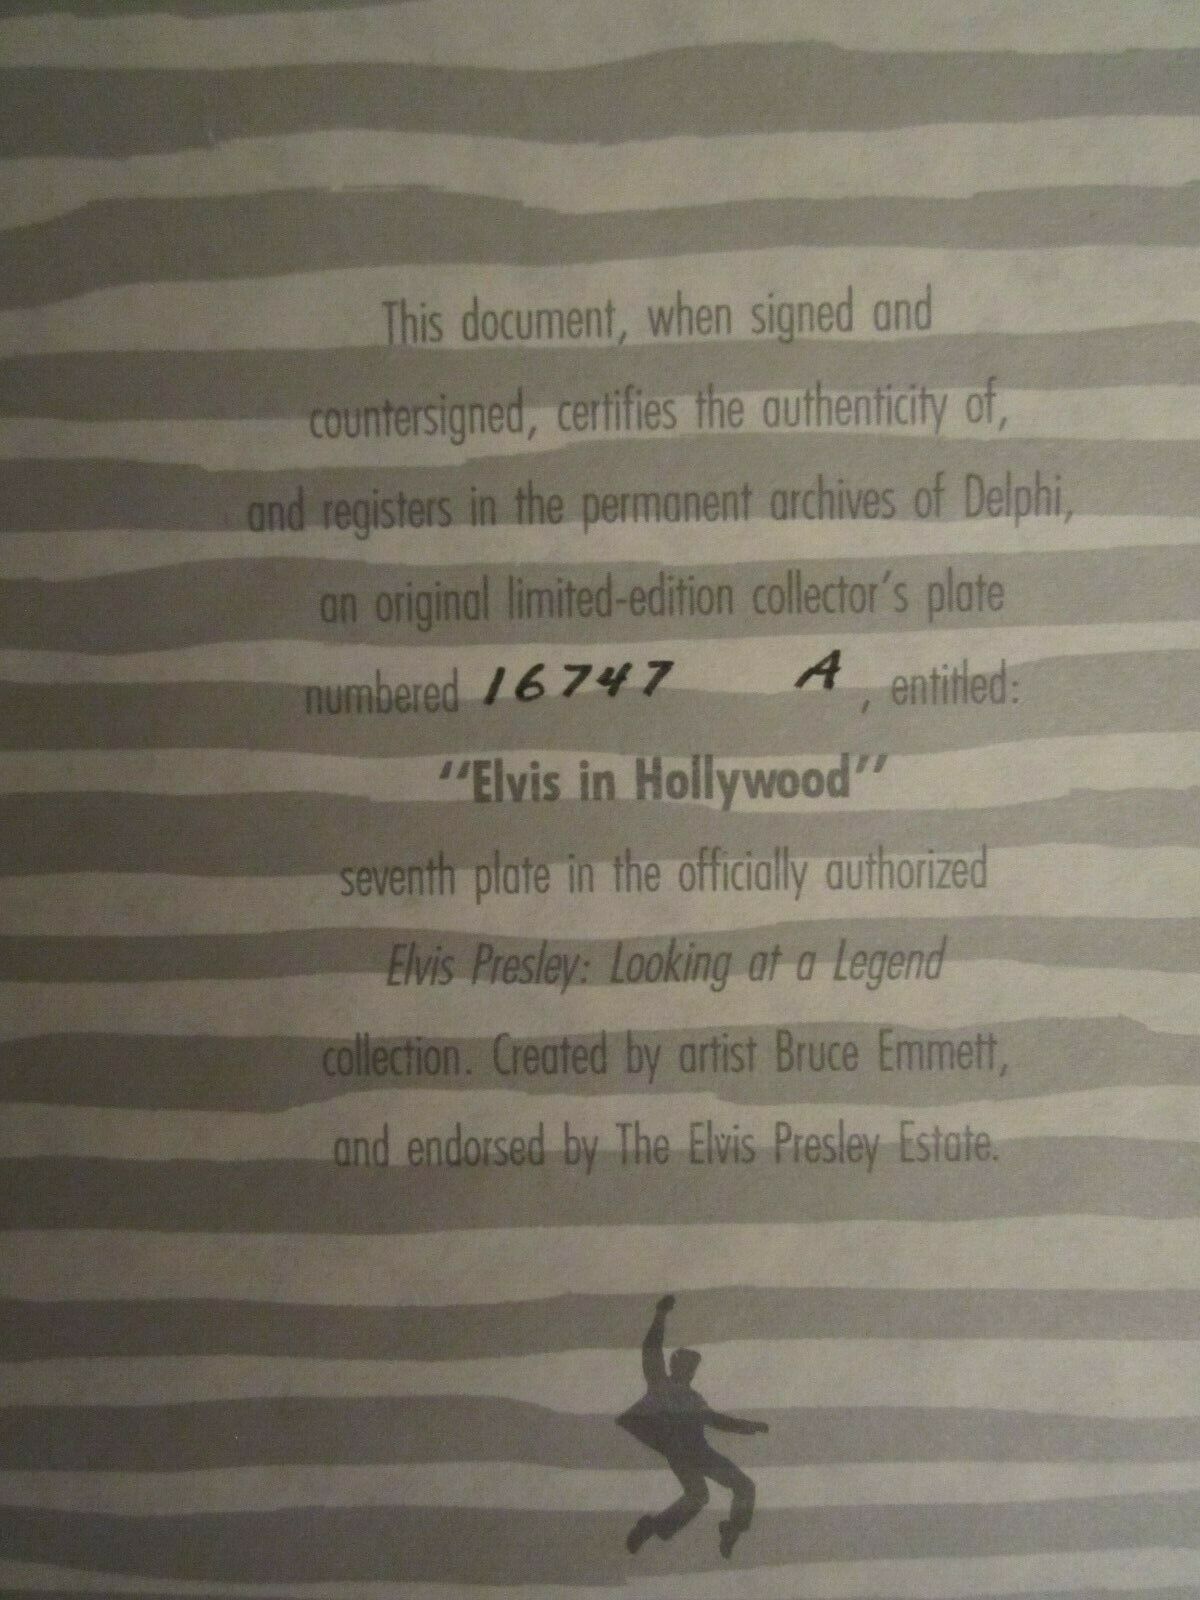 This document, when signed and
countersigned, certifies the authenticity of,
and registers in the permanent archives of Delphi,
an original limited-edition collector's plate
numbered 16747 A, entitled:
"Elvis in Hollywood"
seventh plate in the officially authorized
Elvis Presley: Looking at a Legend
collection. Created by artist Bruce Emmett,
and endorsed by The Elvis Presley Estate.